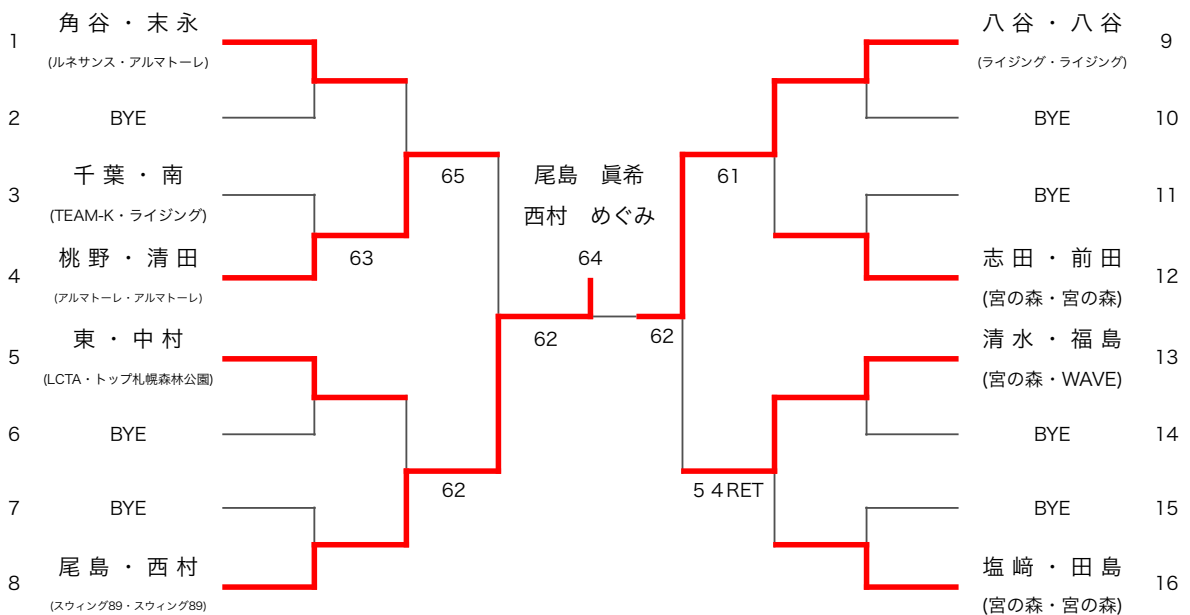 1
角谷・末永
(ルネサンス・アルマトーレ)
2
BYE
3
千葉・南
(TEAM-K・ライジング)
4
桃野・清田
(アルマトーレ・アルマトーレ)
5
東・中村
(LCTA・トップ札幌森林公園)
6
BYE
7
BYE
8
尾島・西村
(スウィング89・スウィング89)
63
65
62
62
尾島 眞希
西村 めぐみ
64
62
61
5 4RET
八谷・八谷
(ライジング・ライジング)
9
BYE
10
BYE
11
志田・前田
(宮の森・宮の森)
12
清水・福島
(宮の森・WAVE)
13
BYE
14
BYE
15
塩﨑・田島
(宮の森・宮の森)
16